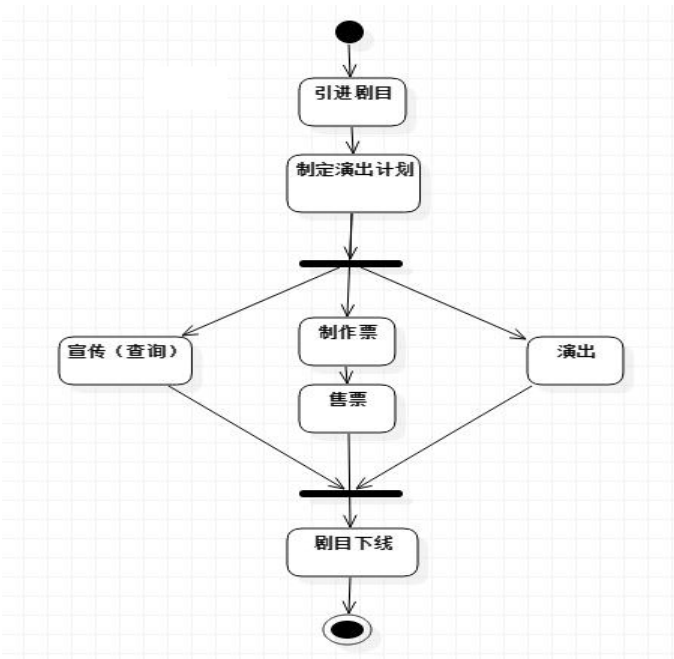 引进剧目
制定演出计划
宣传（查询）
制作票
演出
售票
剧目下线